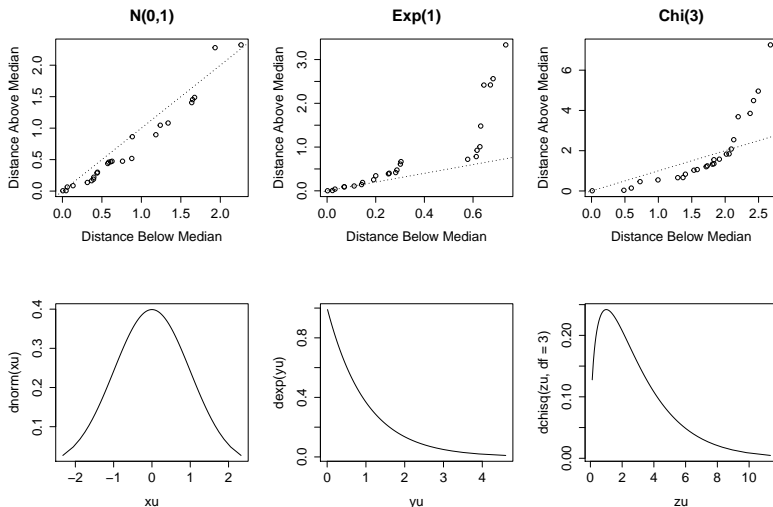 N(0,1)
Distance Above Median
0.0 0.5 1.0 1.5 2.0
0.0 0.5 1.0 1.5 2.0
Distance Below Median
Exp(1)
Distance Above Median
0.0 1.0 2.0 3.0
0.0 0.2 0.4 0.6
Distance Below Median
Chi(3)
Distance Above Median
0 2 4 6
0.0 0.5 1.0 1.5 2.0 2.5
Distance Below Median
dnorm(xu)
0.1 0.2 0.3 0.4
−2 −1 0 1 2
xu
dexp(yu)
0.0 0.4 0.8
0 1 2 3 4
yu
dchisq(zu, df = 3)
0.00 0.10 0.20
0 2 4 6 8 10
zu